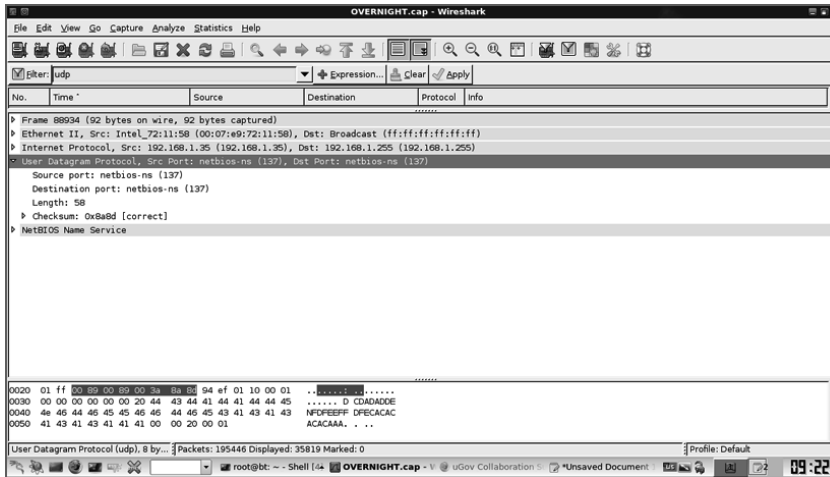 OVERNIGHT.cap - Wireshark
File Edit View Go Capture Analyze Statistics Help
Filter: udp Expression... Clear Apply
No. Time Source Destination Protocol Info
Frame 88934 (92 bytes on wire, 92 bytes captured)
Ethernet II, Src: Intel_72:11:58 (00:07:e9:72:11:58), Dst: Broadcast (ff:ff:ff:ff:ff:ff)
Internet Protocol, Src: 192.168.1.35 (192.168.1.35), Dst: 192.168.1.255 (192.168.1.255)
User Datagram Protocol, Src Port: netbios-ns (137), Dst Port: netbios-ns (137)
Source port: netbios-ns (137)
Destination port: netbios-ns (137)
Length: 58
Checksum: 0x8a8d [correct]
NetBIOS Name Service
0020 01 ff 00 89 00 89 00 3a 8a 8d 94 ef 01 10 00 01 .......: ........
0030 00 00 00 00 00 00 20 44 43 44 41 44 41 44 44 45 ...... D CDADADDE
0040 4e 46 44 46 45 45 46 46 44 46 45 43 41 43 41 43 NFDFEEFF DFECACAC
0050 41 43 41 43 41 41 41 00 00 20 00 01 ACACAAA. . ..
User Datagram Protocol (udp), 8 by... Packets: 195446 Displayed: 35819 Marked: 0 Profile: Default
root@bt: ~ - Shell OVERNIGHT.cap - uGov Collaboration *Unsaved Document US 2 09:22